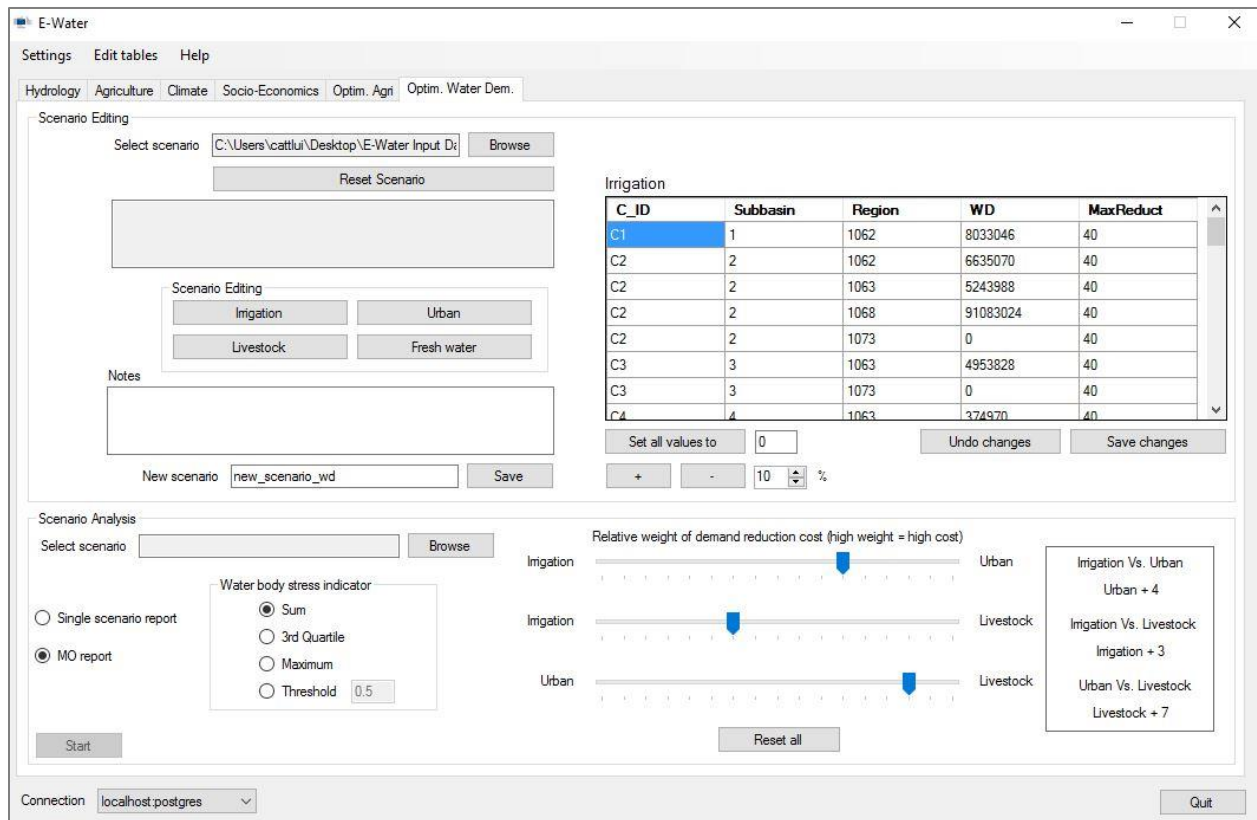 E-Water
Settings Edit tables Help
Hydrology Agriculture Climate Socio-Economics Optim. Agri Optim. Water Dem.
Scenario Editing
Select scenario C:\Users\cattlui\Desktop\E-Water Input Da Browse
Reset Scenario
Scenario Editing
Irrigation Urban
Livestock Fresh water
Notes
New scenario new_scenario_wd Save
Irrigation
C_ID Subbasin Region WD MaxReduct
C1 1 1062 8033046 40
C2 2 1062 6635070 40
C2 2 1063 5243988 40
C2 2 1068 91083024 40
C2 2 1073 0 40
C3 3 1063 4953828 40
C3 3 1073 0 40
C4 4 1063 374970 40
Set all values to 0 Undo changes Save changes
+ - 10 %
Scenario Analysis
Select scenario Browse
Single scenario report
MO report
Water body stress indicator
Sum
3rd Quartile
Maximum
Threshold 0.5
Start
Relative weight of demand reduction cost (high weight = high cost)
Irrigation Urban
Irrigation Livestock
Urban Livestock
Reset all
Irrigation Vs. Urban
Urban + 4
Irrigation Vs. Livestock
Irrigation + 3
Urban Vs. Livestock
Livestock + 7
Connection localhost:postgres Quit